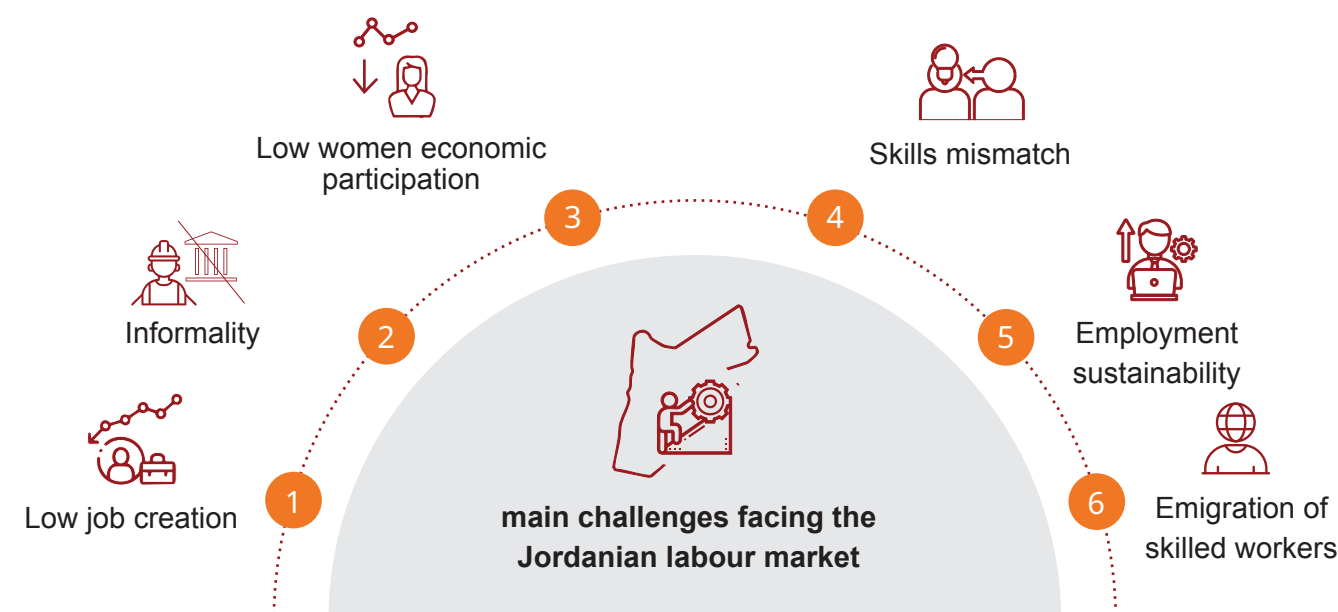 1
Low job creation
2
Informality
3
Low women economic
participation
4
Skills mismatch
5
Employment
sustainability
6
Emigration of
skilled workers
main challenges facing the
Jordanian labour market